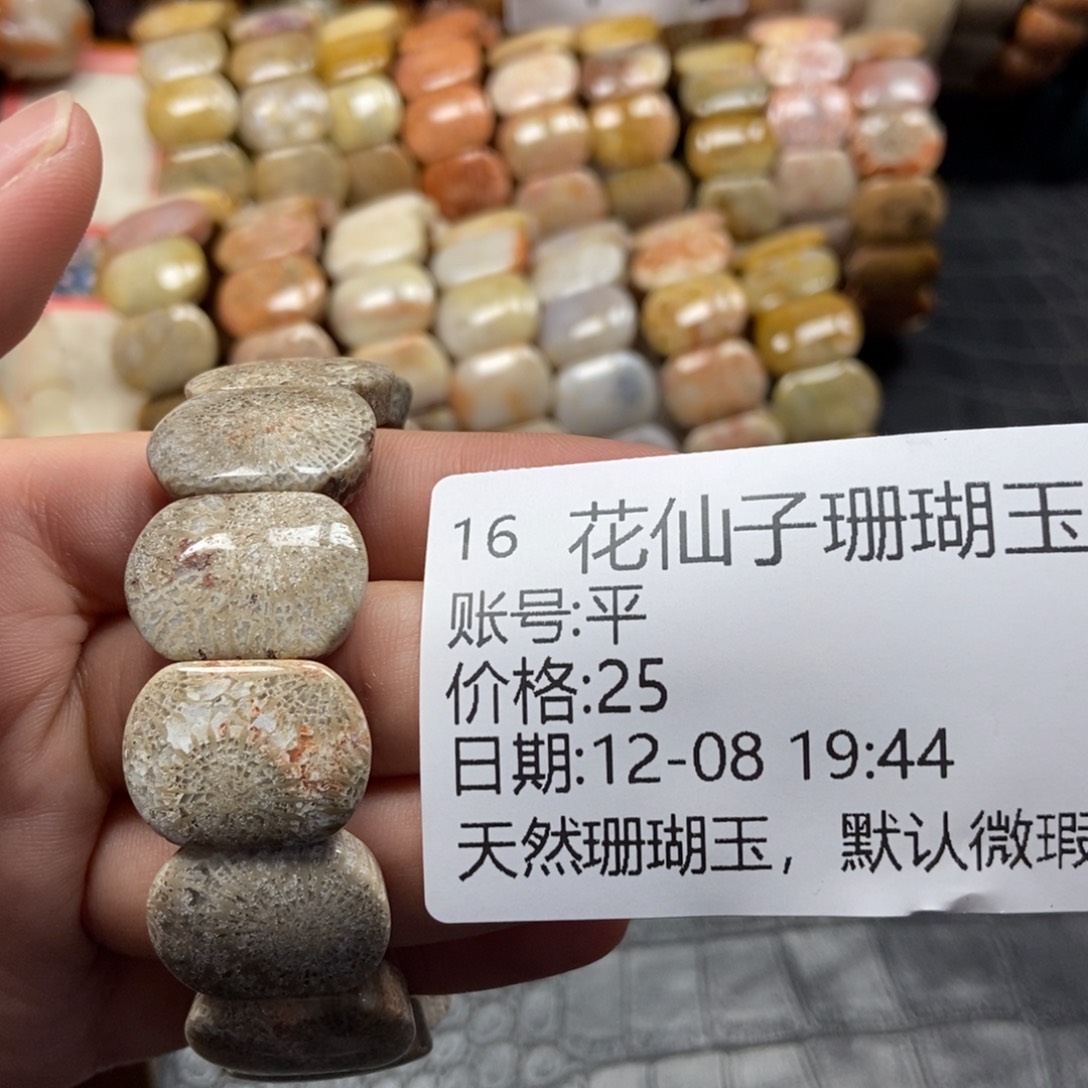 16 花仙子珊瑚玉
账号:平
价格:25
日期:12-08 19:44
天然珊瑚玉，默认微瑕